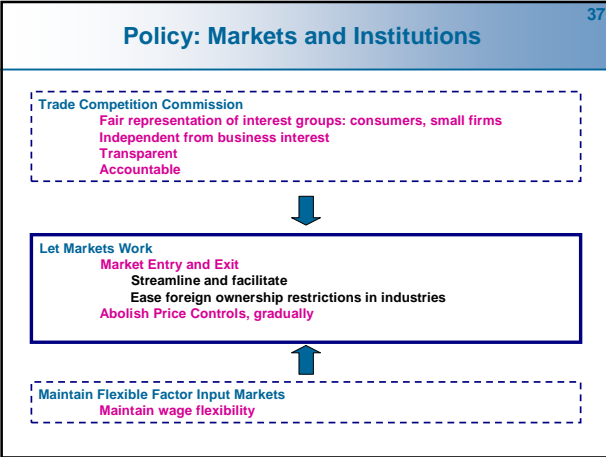 37
Policy: Markets and Institutions
Trade Competition Commission
Fair representation of interest groups: consumers, small firms
Independent from business interest
Transparent
Accountable
Let Markets Work
Market Entry and Exit
Streamline and facilitate
Ease foreign ownership restrictions in industries
Abolish Price Controls, gradually
Maintain Flexible Factor Input Markets
Maintain wage flexibility